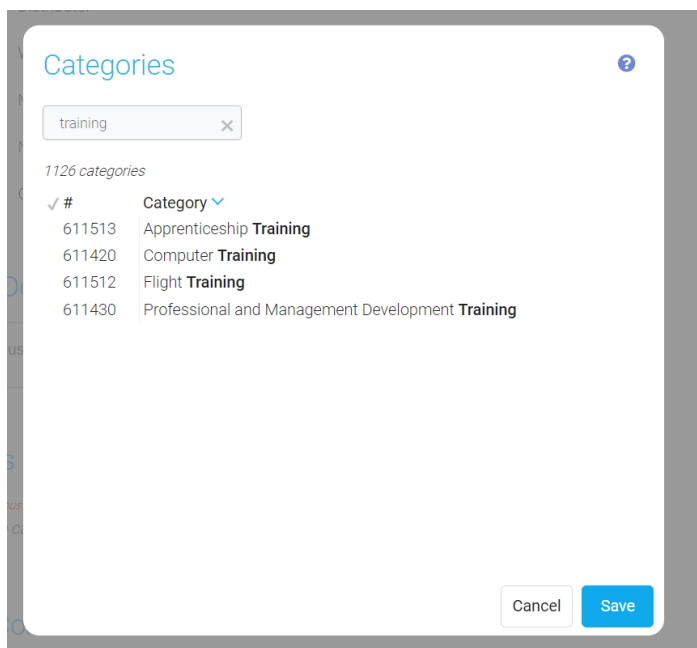 Categories
training
1126 categories
# Category
611513 Apprenticeship Training
611420 Computer Training
611512 Flight Training
611430 Professional and Management Development Training
Cancel Save